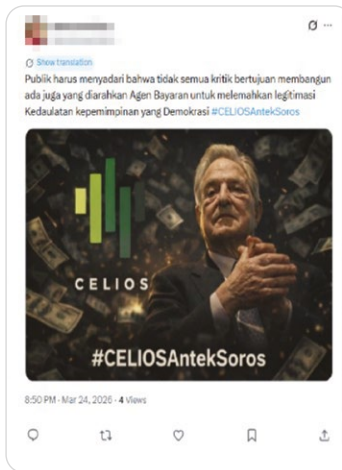 Show translation
Publik harus menyadari bahwa tidak semua kritik bertujuan membangun
ada juga yang diarahkan Agen Bayaran untuk melemahkan legitimasi
Kedaulatan kepemimpinan yang Demokrasi #CELIOSAntekSoros
CELIOS
#CELIOSAntekSoros
8:50 PM · Mar 24, 2026 · 4 Views